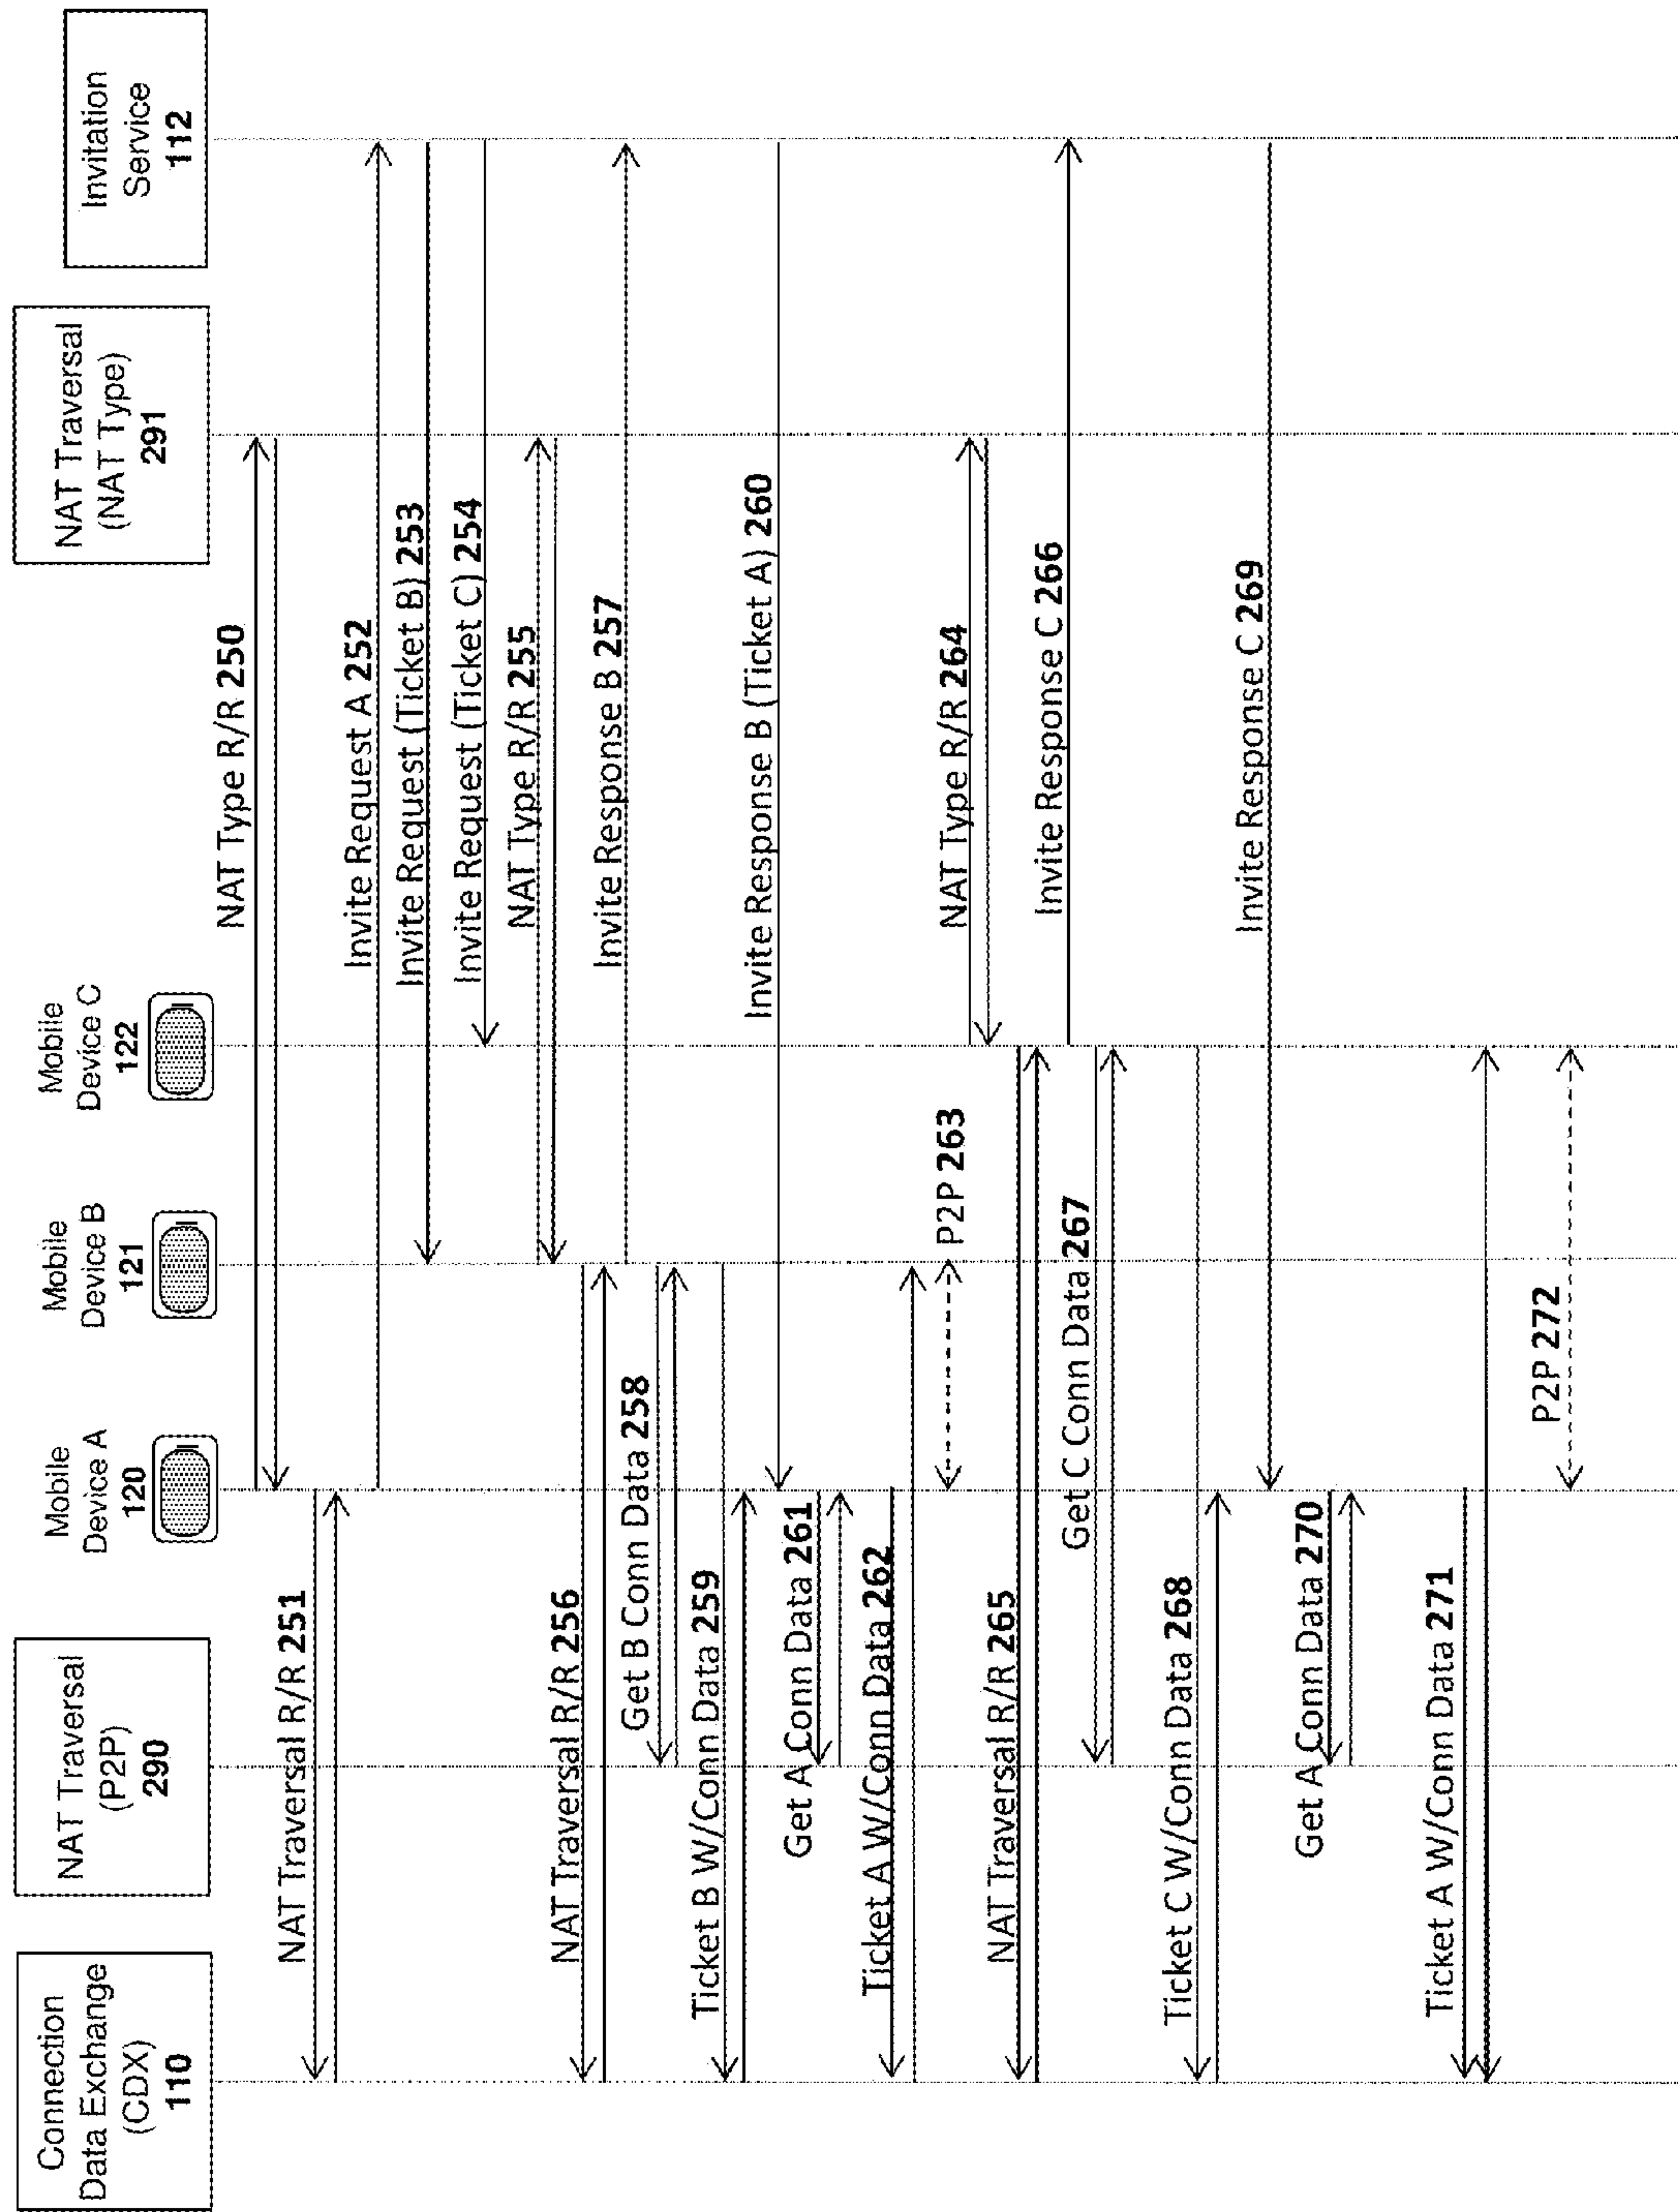 Connection
Data Exchange
(CDX)
110
NAT Traversal
(P2P)
290
Mobile
Device A
120
Mobile
Device B
121
Mobile
Device C
122
NAT Traversal
(NAT Type)
291
Invitation
Service
112
NAT Type R/R 250
NAT Traversal R/R 251
Invite Request A 252
Invite Request (Ticket B) 253
Invite Request (Ticket C) 254
NAT Type R/R 255
NAT Traversal R/R 256
Invite Response B 257
Get B Conn Data 258
Ticket B W/Conn Data 259
Invite Response B (Ticket A) 260
Get A Conn Data 261
Ticket A W/Conn Data 262
P2P 263
NAT Type R/R 264
NAT Traversal R/R 265
Invite Response C 266
Get C Conn Data 267
Ticket C W/Conn Data 268
Invite Response C 269
Get A Conn Data 270
Ticket A W/Conn Data 271
P2P 272